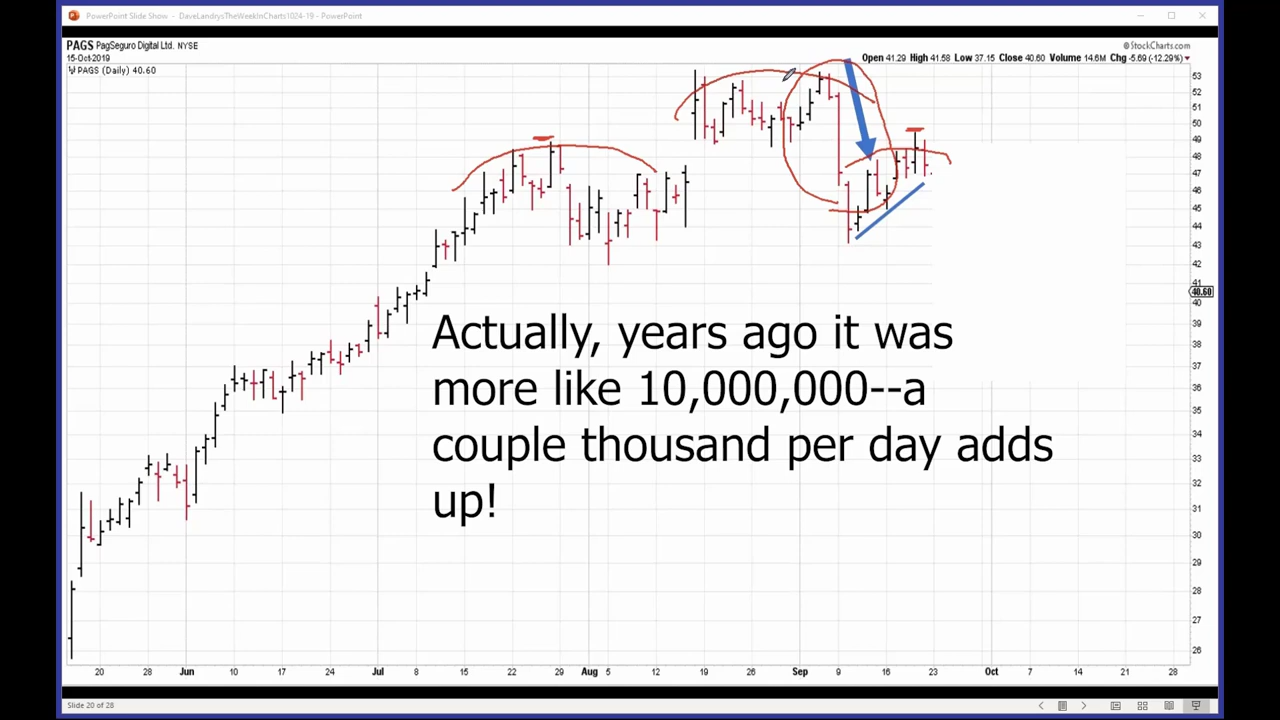 PowerPoint Slide Show - DaveLandrysTheWeekInCharts1024-19 - PowerPoint
PAGS PagSeguro Digital Ltd. NYSE
© StockCharts.com
15-Oct-2019
Open 41.29 High 41.58 Low 37.15 Close 40.60 Volume 14.6M Chg -5.69 (-12.29%)
PAGS (Daily) 40.60
53
52
51
50
49
48
47
46
45
44
43
42
41
40.60
40
39
38
37
36
35
34
33
32
31
30
29
28
27
26
Actually, years ago it was
more like 10,000,000--a
couple thousand per day adds
up!
20 28 Jun 10 17 24 Jul 8 15 22 29 Aug 5 12 19 26 Sep 9 16 23 Oct 7 14 21 28
Slide 20 of 28